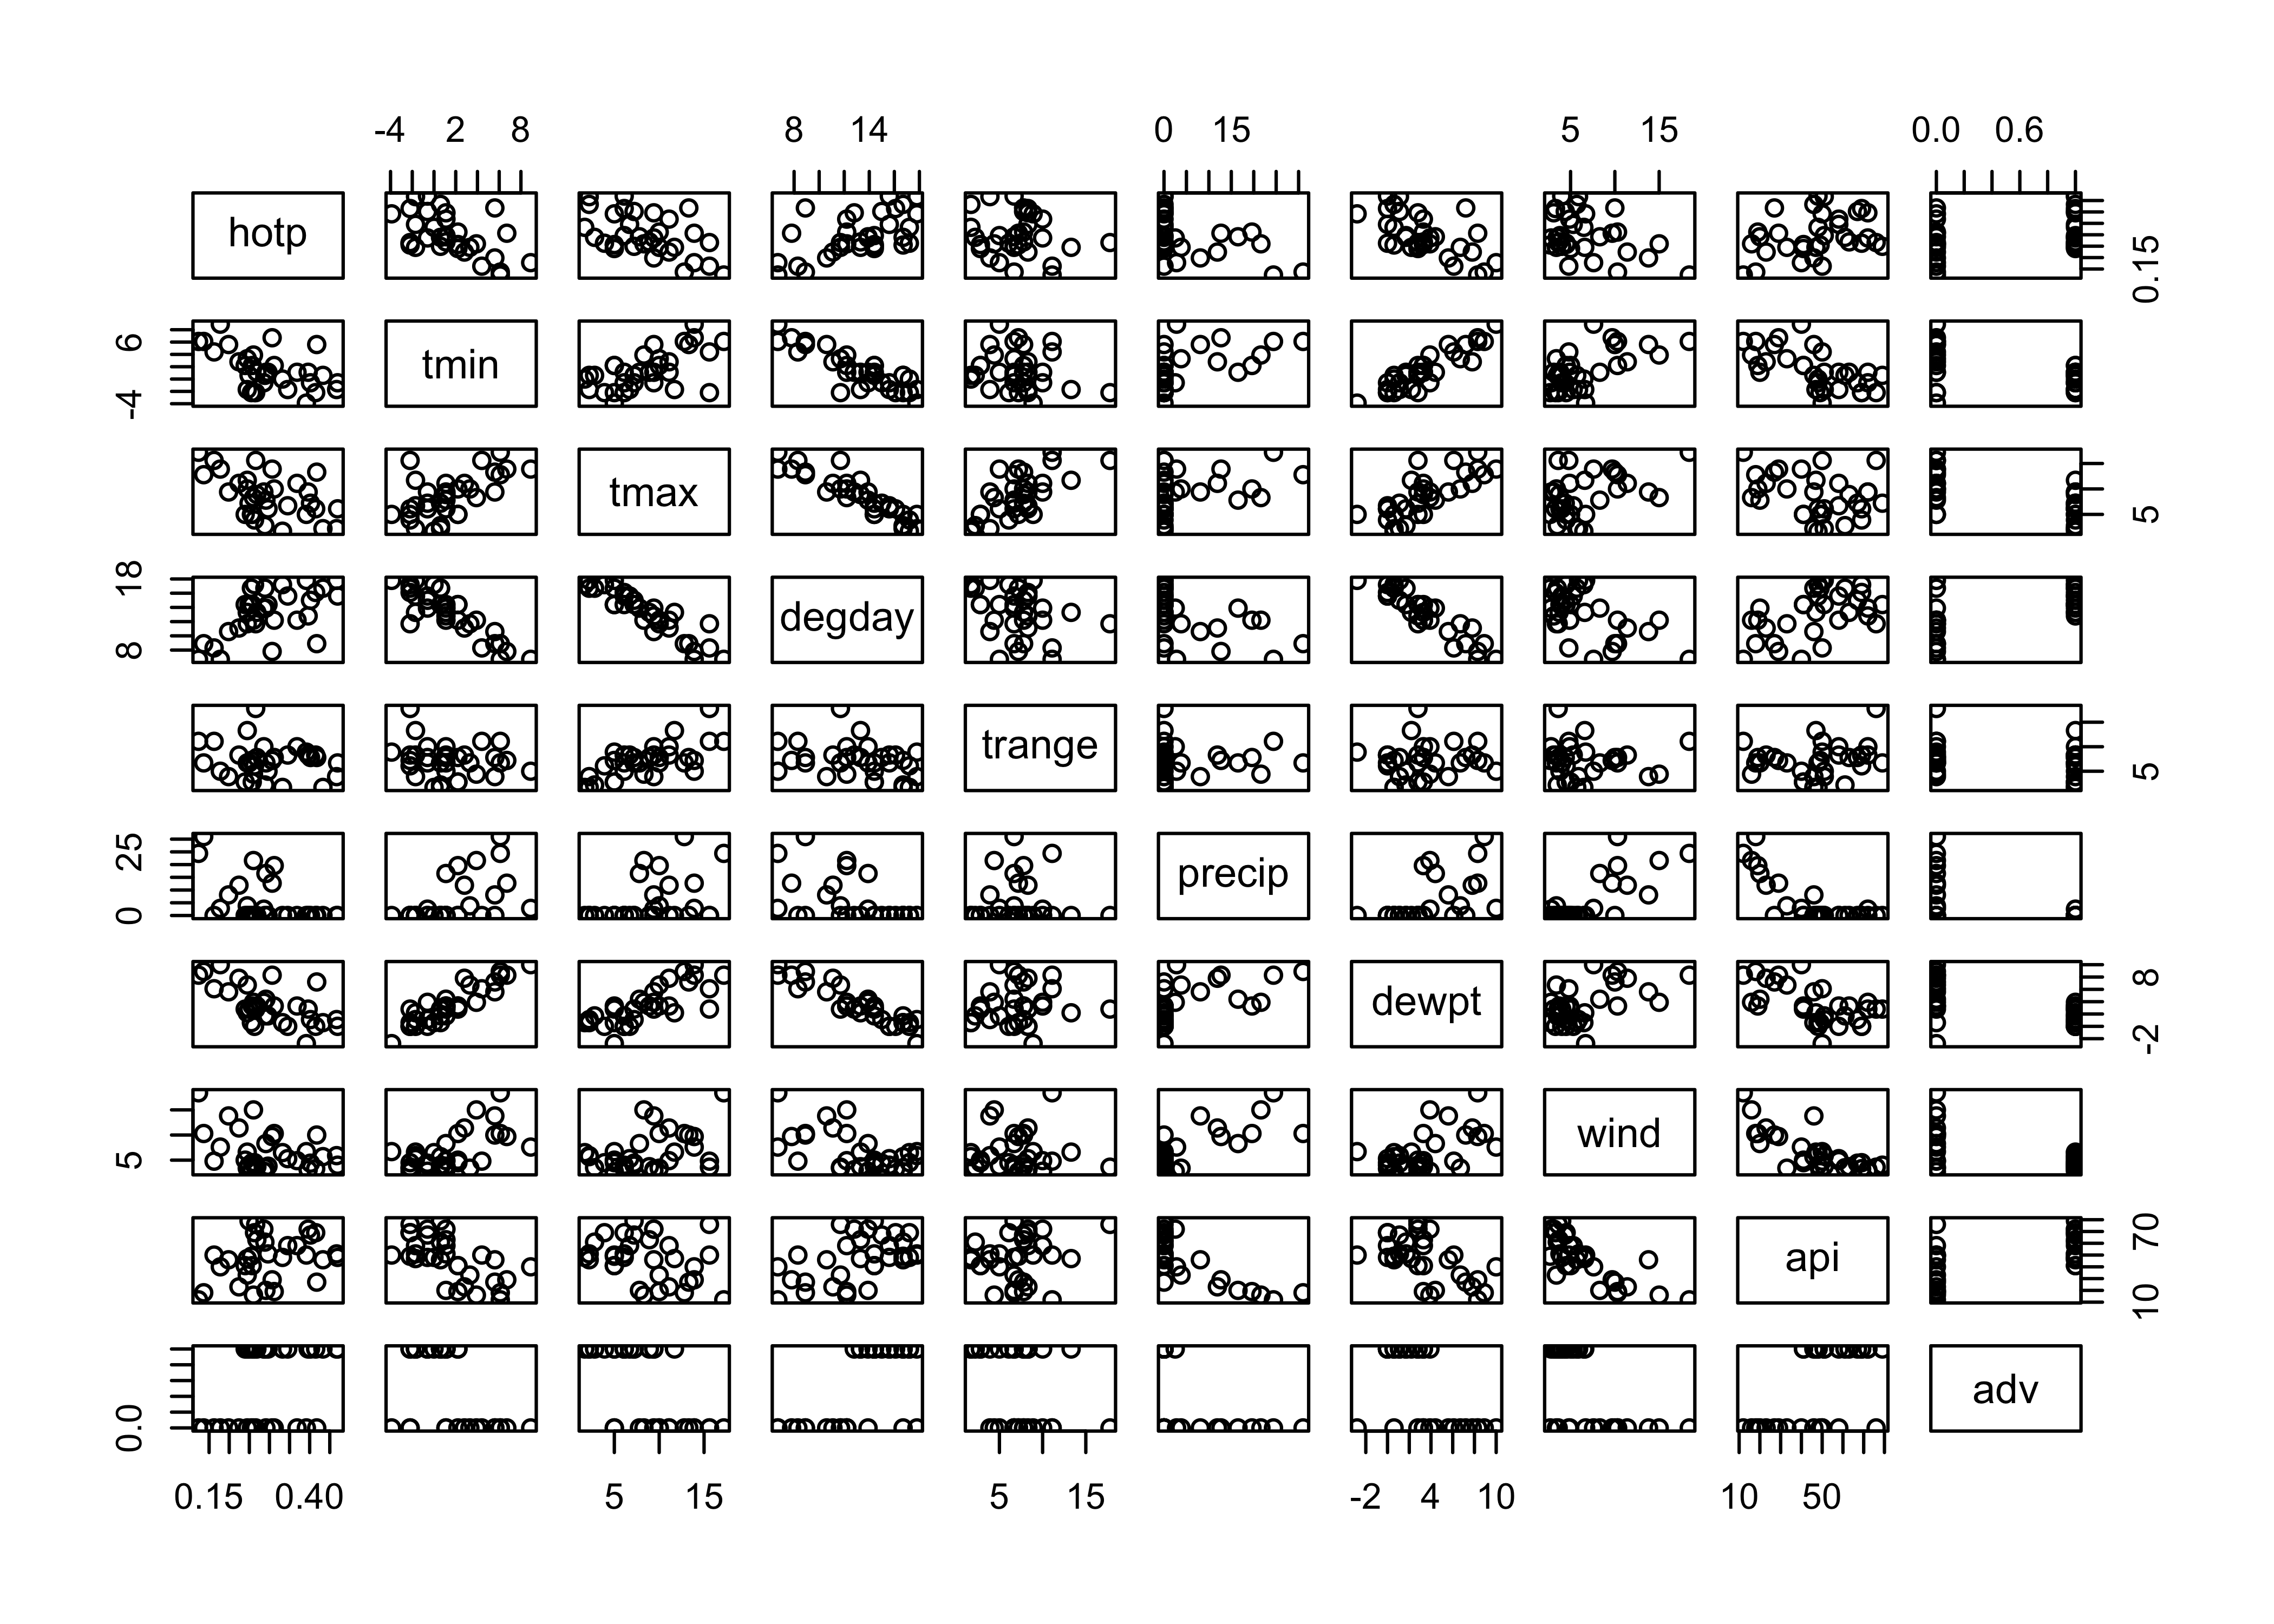 -4 2 8 8 14 0 15 5 15 0.0 0.6
hotp 0.15
-4 6 tmin
tmax 5
8 18 degday
trange 5
0 25 precip
dewpt -2 8
5 wind
api 10 70
0.0 adv
0.15 0.40 5 15 5 15 -2 4 10 10 50